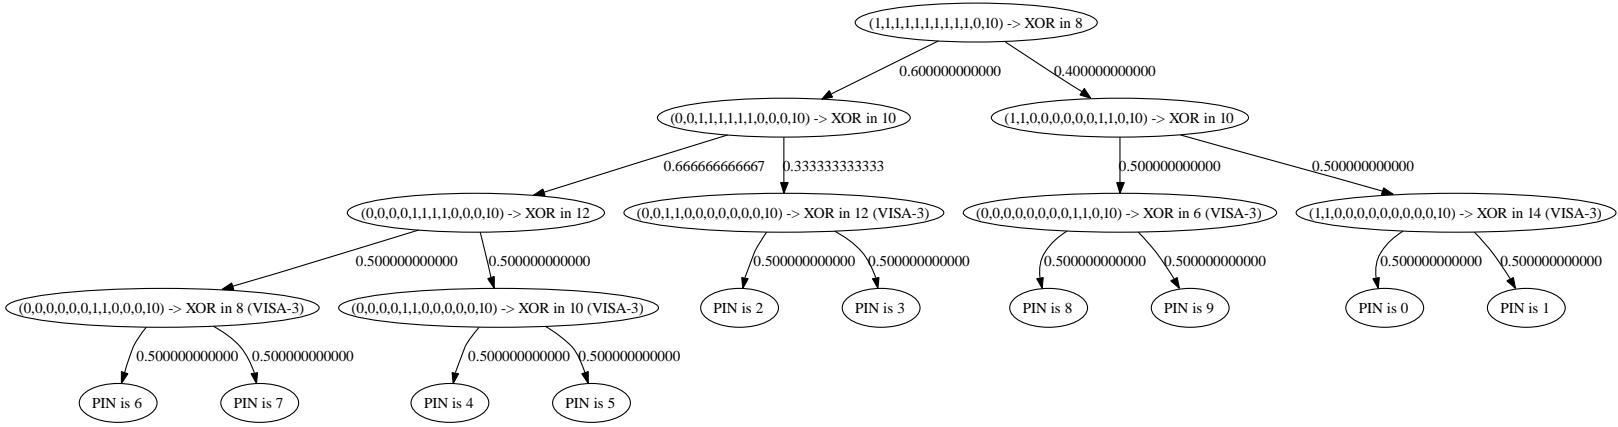 (1,1,1,1,1,1,1,1,1,1,0,10) -> XOR in 8
0.600000000000
0.400000000000
(0,0,1,1,1,1,1,1,0,0,0,10) -> XOR in 10
(1,1,0,0,0,0,0,0,1,1,0,10) -> XOR in 10
0.666666666667
0.333333333333
0.500000000000
0.500000000000
(0,0,0,0,1,1,1,1,0,0,0,10) -> XOR in 12
(0,0,1,1,0,0,0,0,0,0,0,10) -> XOR in 12 (VISA-3)
(0,0,0,0,0,0,0,0,1,1,0,10) -> XOR in 6 (VISA-3)
(1,1,0,0,0,0,0,0,0,0,0,10) -> XOR in 14 (VISA-3)
0.500000000000
0.500000000000
0.500000000000
0.500000000000
0.500000000000
0.500000000000
0.500000000000
0.500000000000
(0,0,0,0,0,0,1,1,0,0,0,10) -> XOR in 8 (VISA-3)
(0,0,0,0,1,1,0,0,0,0,0,10) -> XOR in 10 (VISA-3)
PIN is 2
PIN is 3
PIN is 8
PIN is 9
PIN is 0
PIN is 1
0.500000000000
0.500000000000
0.500000000000
0.500000000000
PIN is 6
PIN is 7
PIN is 4
PIN is 5